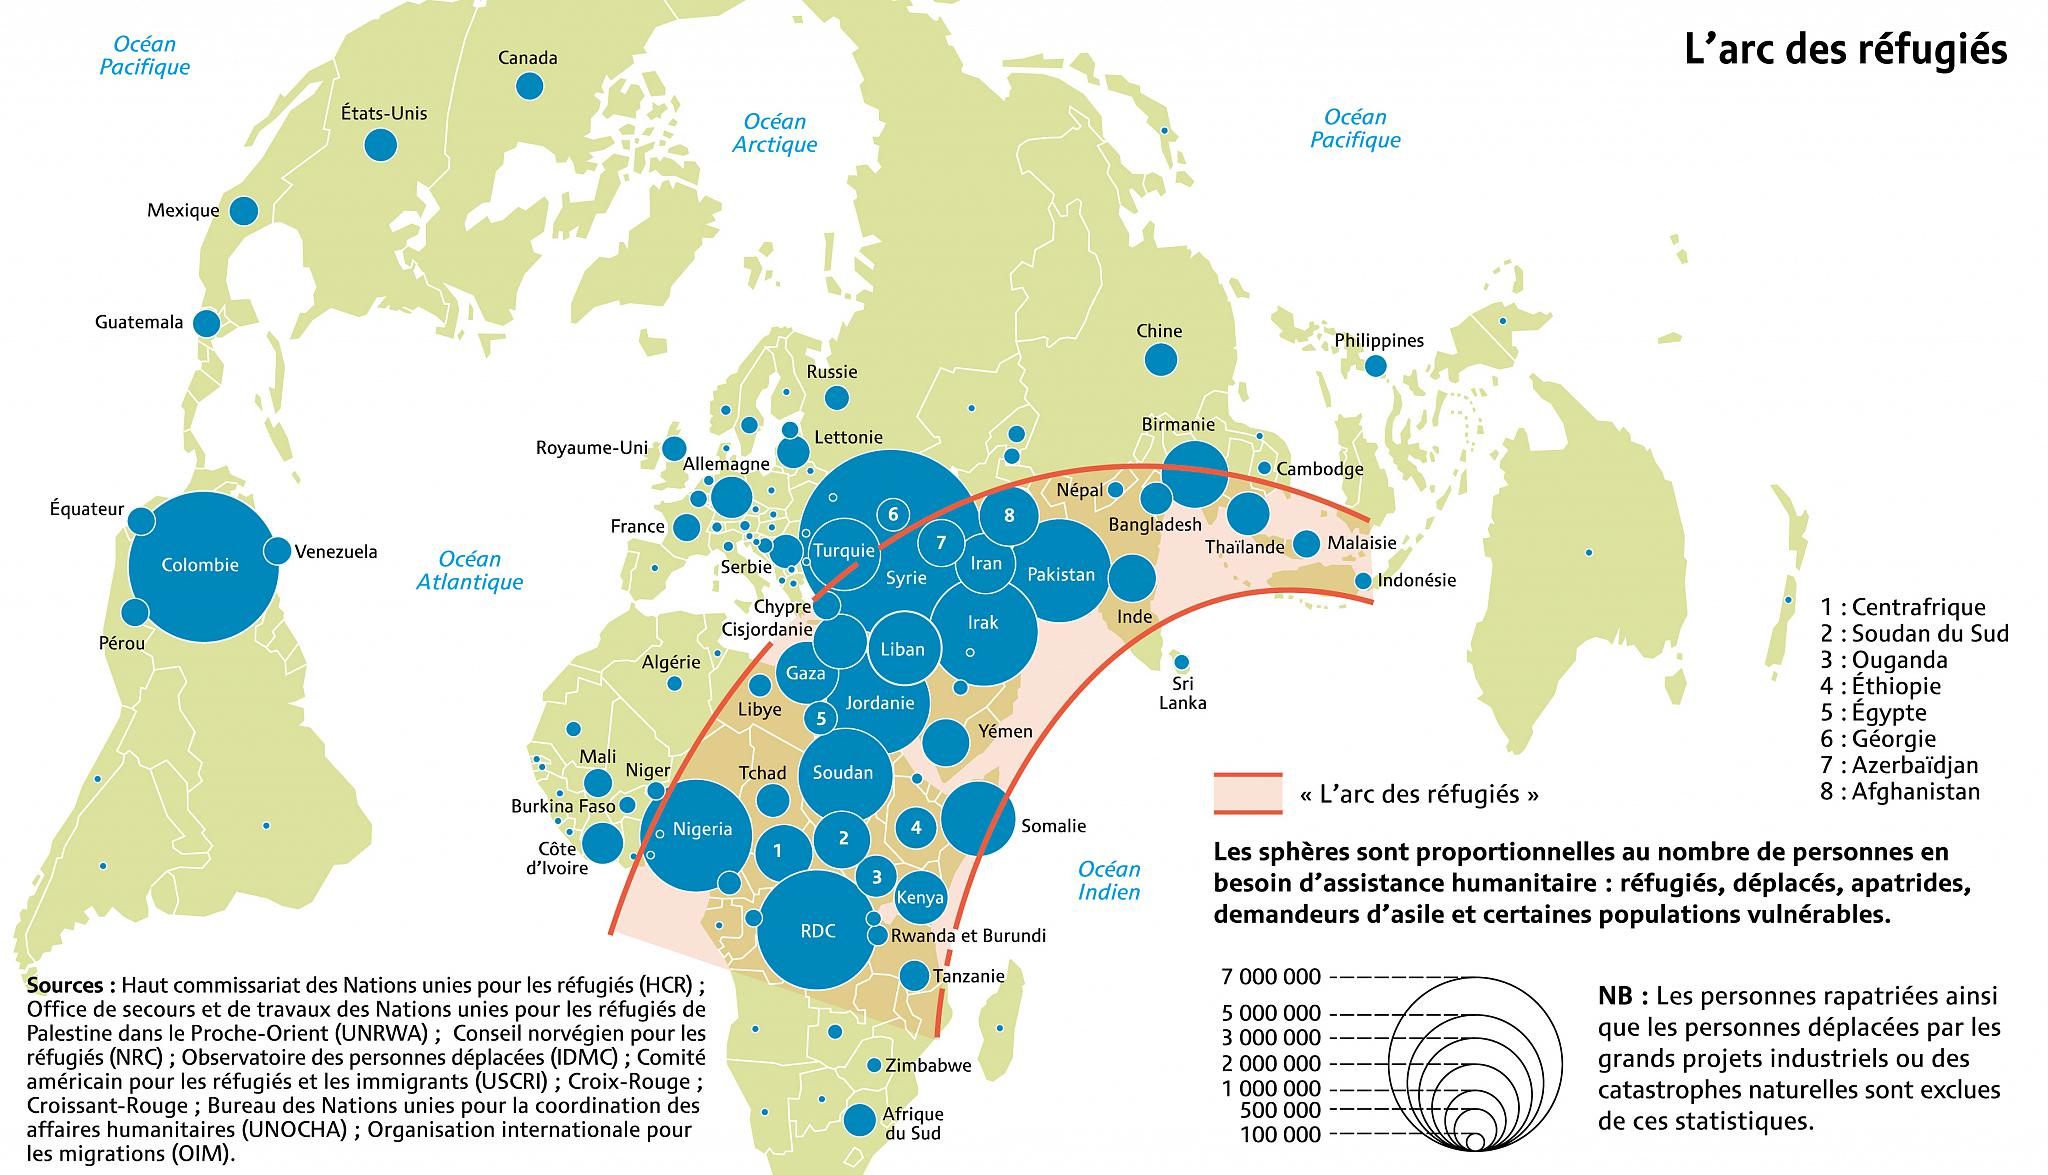 L'arc des réfugiés
Océan
Pacifique
Canada
États-Unis
Océan
Arctique
Océan
Pacifique
Mexique
Guatemala
Chine
Philippines
Russie
Birmanie
Royaume-Uni
Lettonie
Allemagne
Cambodge
Népal
Équateur
France
6
8
7
Bangladesh
Thaïlande
Malaisie
Colombie
Venezuela
Océan
Atlantique
Serbie
Turquie
Syrie
Iran
Pakistan
Indonésie
Inde
Chypre
Cisjordanie
Irak
Pérou
Liban
Algérie
Gaza
Sri
Lanka
Libye
5
Jordanie
Yémen
Mali
Niger
Tchad
Soudan
Burkina Faso
Nigeria
Côte
d'Ivoire
1
2
4
Somalie
3
Kenya
Océan
Indien
RDC
Rwanda et Burundi
Tanzanie
Zimbabwe
Afrique
du Sud
1 : Centrafrique
2 : Soudan du Sud
3 : Ouganda
4 : Éthiopie
5 : Égypte
6 : Géorgie
7 : Azerbaïdjan
8 : Afghanistan
« L'arc des réfugiés »
Les sphères sont proportionnelles au nombre de personnes en
besoin d'assistance humanitaire : réfugiés, déplacés, apatrides,
demandeurs d'asile et certaines populations vulnérables.
7 000 000
5 000 000
3 000 000
2 000 000
1 000 000
500 000
100 000
NB : Les personnes rapatriées ainsi
que les personnes déplacées par les
grands projets industriels ou des
catastrophes naturelles sont exclues
de ces statistiques.
Sources : Haut commissariat des Nations unies pour les réfugiés (HCR) ;
Office de secours et de travaux des Nations unies pour les réfugiés de
Palestine dans le Proche-Orient (UNRWA) ; Conseil norvégien pour les
réfugiés (NRC) ; Observatoire des personnes déplacées (IDMC) ; Comité
américain pour les réfugiés et les immigrants (USCRI) ; Croix-Rouge ;
Croissant-Rouge ; Bureau des Nations unies pour la coordination des
affaires humanitaires (UNOCHA) ; Organisation internationale pour
les migrations (OIM).